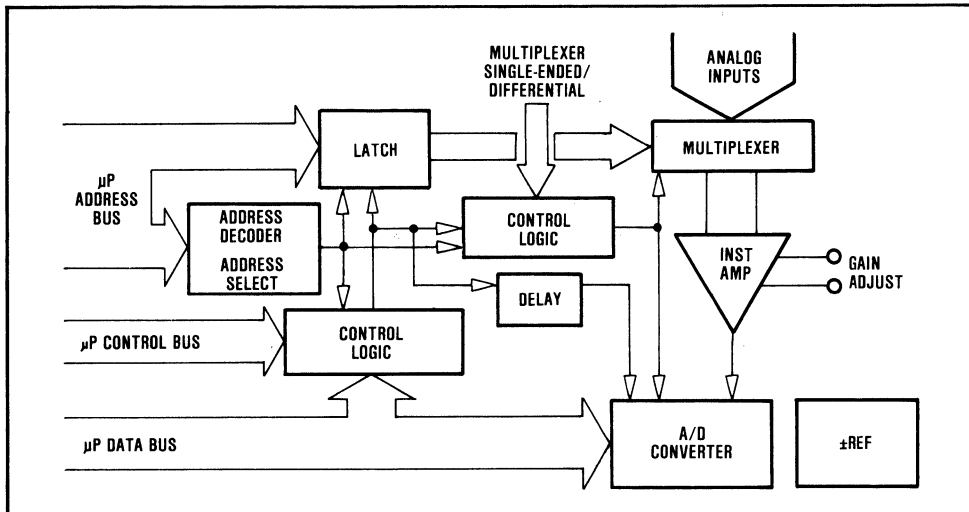 MULTIPLEXER
SINGLE-ENDED/
DIFFERENTIAL
ANALOG
INPUTS
LATCH
MULTIPLEXER
µP
ADDRESS
BUS
ADDRESS
DECODER
ADDRESS
SELECT
CONTROL
LOGIC
INST
AMP
GAIN
ADJUST
DELAY
µP CONTROL BUS
CONTROL
LOGIC
µP DATA BUS
A/D
CONVERTER
±REF